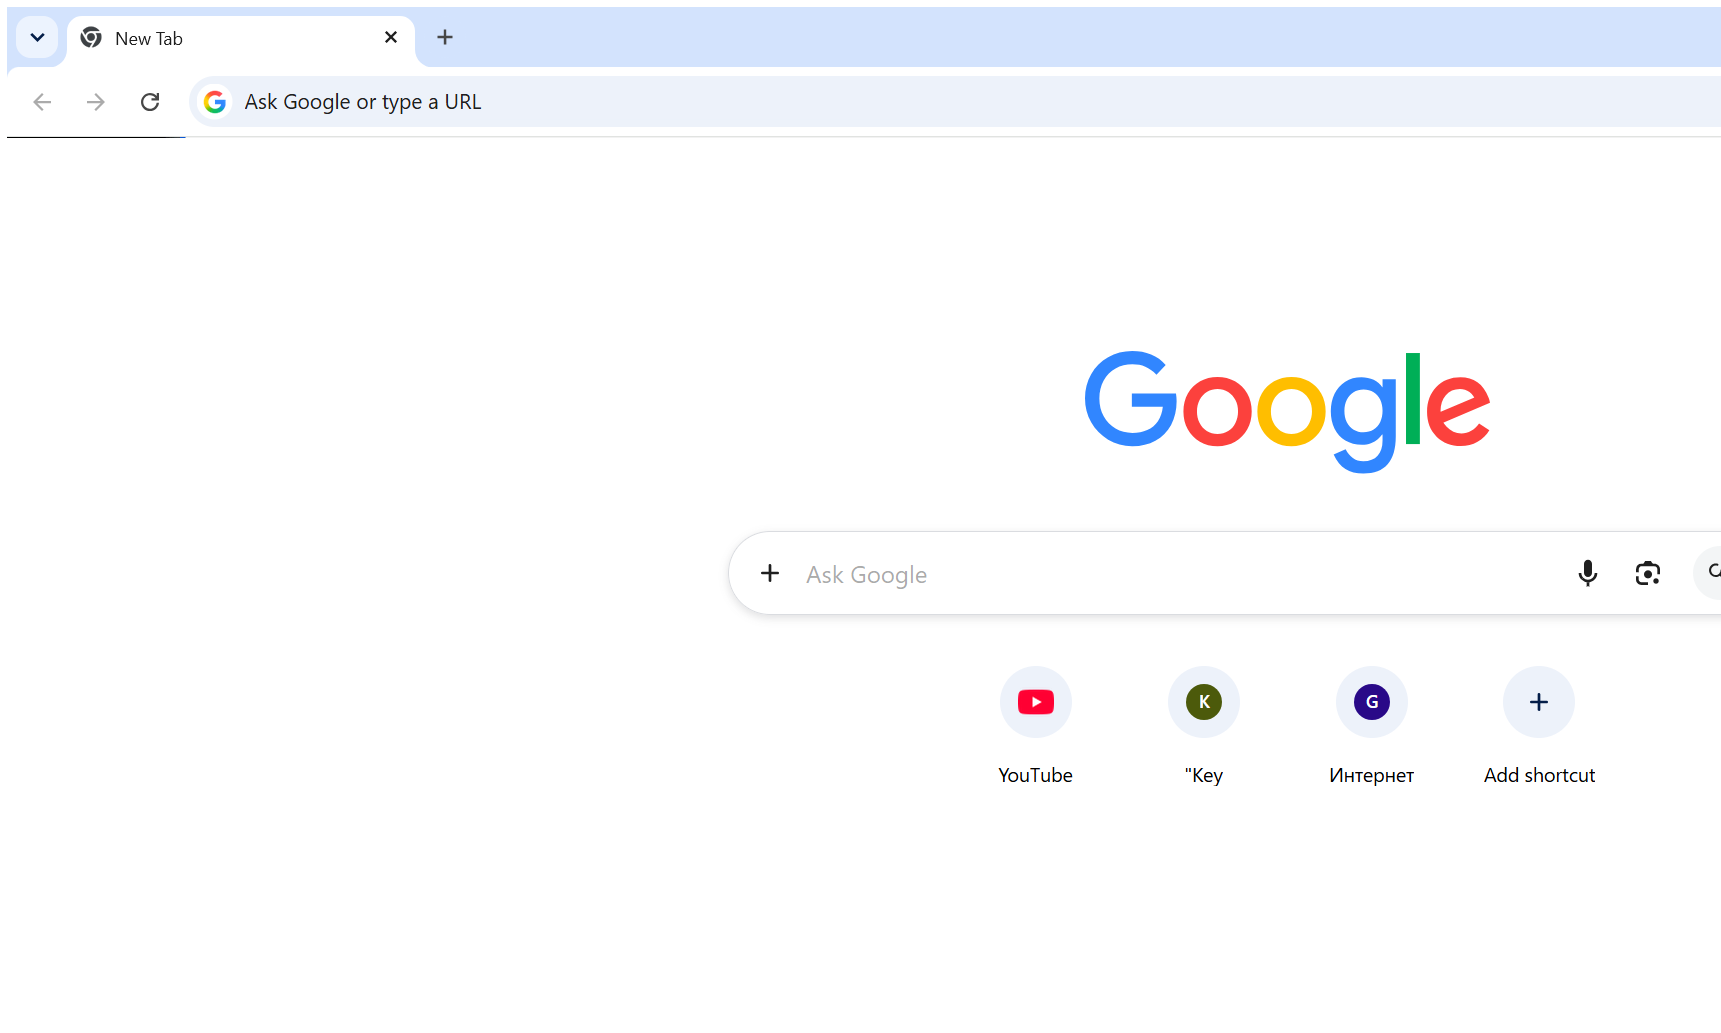 New Tab
Ask Google or type a URL
Google
Ask Google
K
G
YouTube
"Key
Интернет
Add shortcut